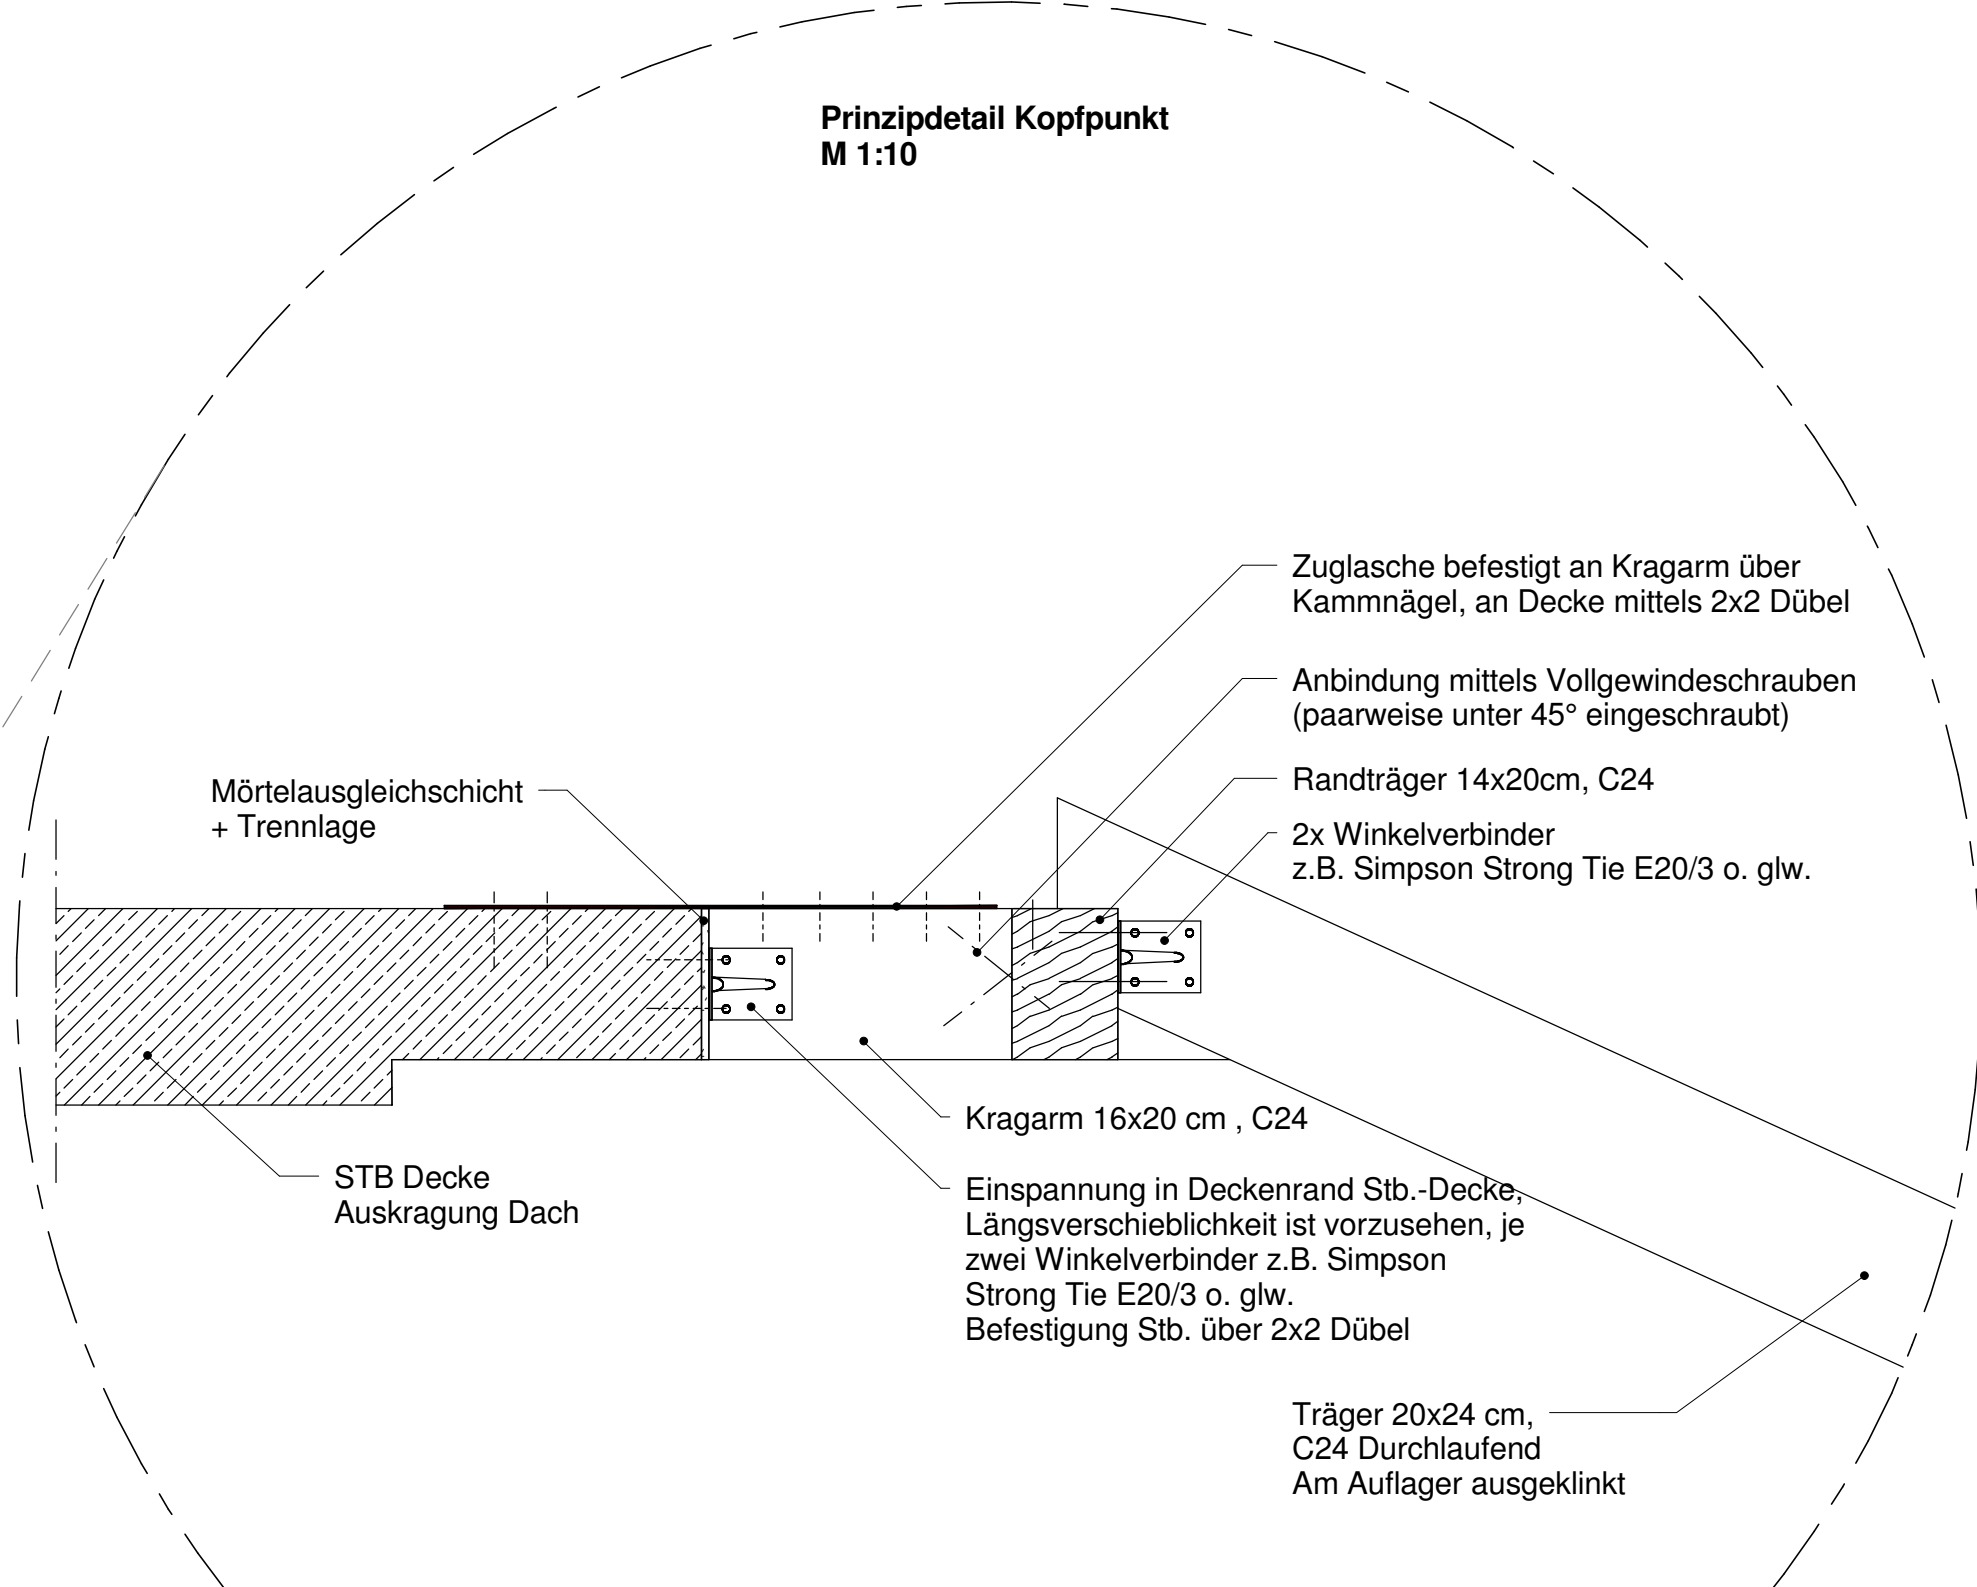 Prinzipdetail Kopfpunkt
M 1:10
Zuglasche befestigt an Kragarm über
Kammnägel, an Decke mittels 2x2 Dübel
Anbindung mittels Vollgewindeschrauben
(paarweise unter 45° eingeschraubt)
Randträger 14x20cm, C24
2x Winkelverbinder
z.B. Simpson Strong Tie E20/3 o. glw.
Mörtelausgleichschicht
+ Trennlage
Kragarm 16x20 cm , C24
STB Decke
Auskragung Dach
Einspannung in Deckenrand Stb.-Decke,
Längsverschieblichkeit ist vorzusehen, je
zwei Winkelverbinder z.B. Simpson
Strong Tie E20/3 o. glw.
Befestigung Stb. über 2x2 Dübel
Träger 20x24 cm,
C24 Durchlaufend
Am Auflager ausgeklinkt